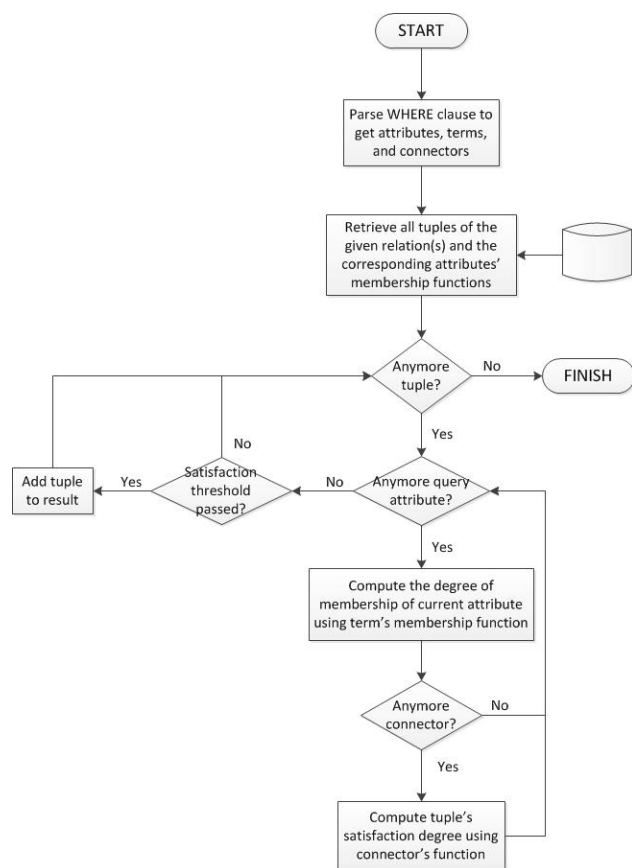 START
Parse WHERE clause to
get attributes, terms,
and connectors
Retrieve all tuples of the
given relation(s) and the
corresponding attributes’
membership functions
Anymore
tuple?
No
FINISH
Yes
No
Add tuple
to result
Yes
Satisfaction
threshold
passed?
No
Anymore query
attribute?
Yes
Compute the degree of
membership of current attribute
using term’s membership function
Anymore
connector?
No
Yes
Compute tuple’s
satisfaction degree using
connector’s function